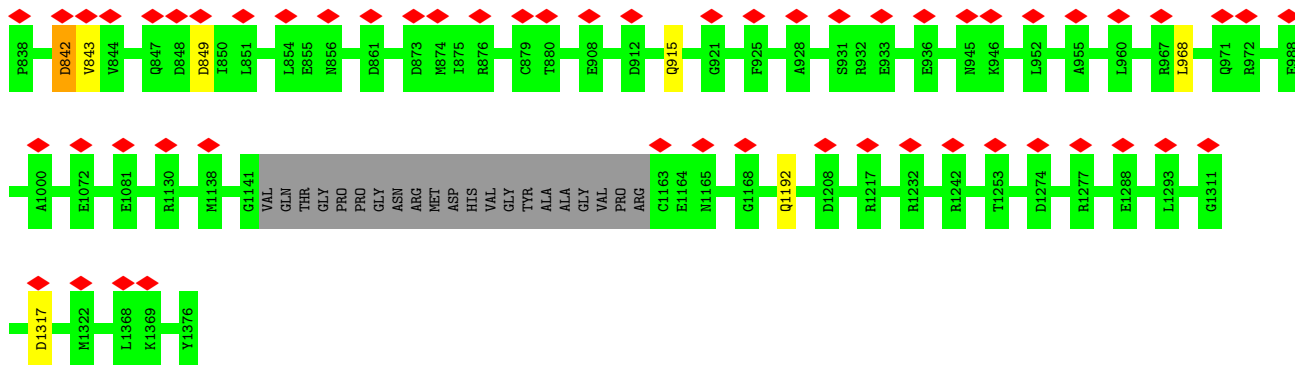 P838 D842 V843 V844 Q847 D848 D849 I850 L851 L854 E855 N856 D861 D873 M874 I875 R876 C879 T880 E908 D912 Q915 G921 F925 A928 S931 R932 E933 E936 N945 K946 L952 A955 L960 R967 L968 Q971 R972
A1000 E1072 E1081 R1130 M1138 G1141 VAL GLN THR GLY PRO PRO GLY ASN ARG MET ASP HIS VAL GLY TYR ALA ALA GLY VAL PRO ARG C1163 E1164 N1165 G1168 Q1192 D1208 R1217 R1232 R1242 T1253 D1274 R1277 E1288 L1293 G1311
D1317 M1322 L1368 K1369 Y1376